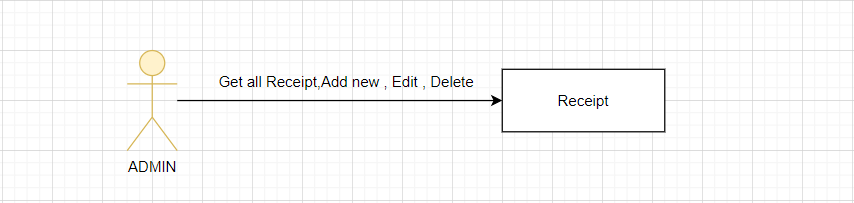 Get all Receipt,Add new , Edit , Delete
Receipt
ADMIN